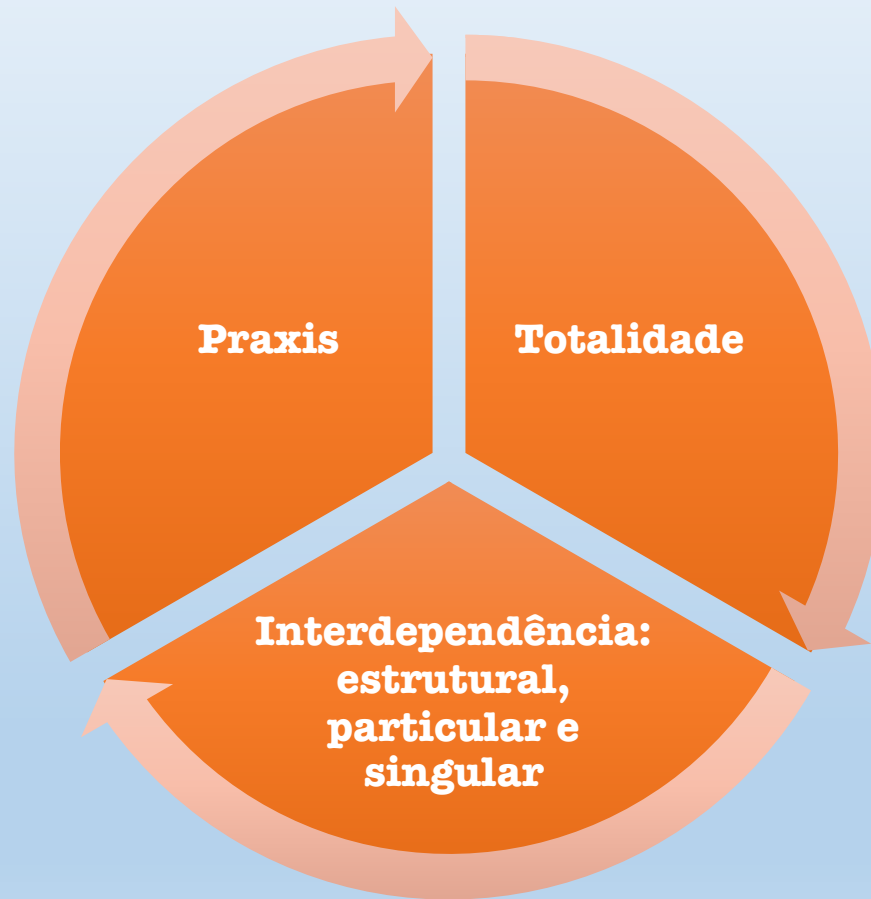 Praxis
Totalidade
Interdependência:
estrutural,
particular e
singular